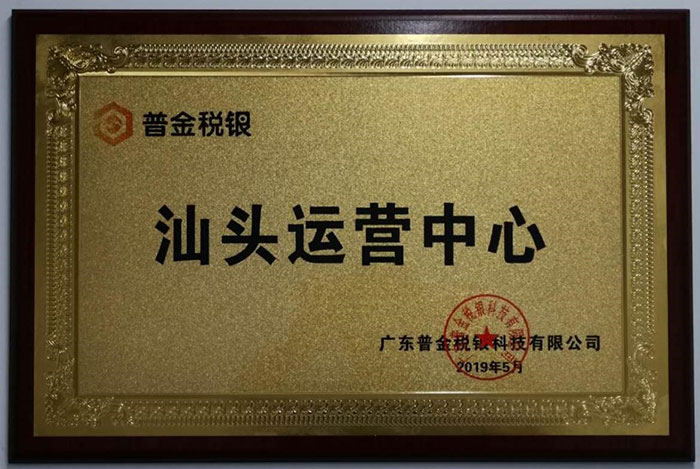 普金税银
汕头运营中心
广东普金税银科技有限公司
2019年5月